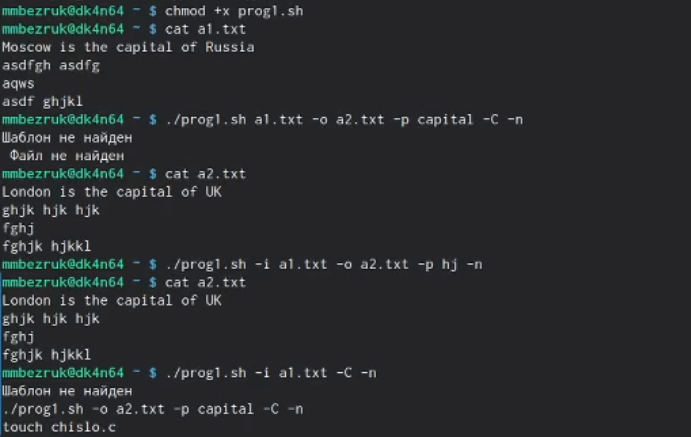 mmbezruk@dk4n64 ~ $ chmod +x prog1.sh
mmbezruk@dk4n64 ~ $ cat a1.txt
Moscow is the capital of Russia
asdfgh asdfg
aqws
asdf ghjkl
mmbezruk@dk4n64 ~ $ ./prog1.sh a1.txt -o a2.txt -p capital -C -n
Шаблон не найден
Файл не найден
mmbezruk@dk4n64 ~ $ cat a2.txt
London is the capital of UK
ghjk hjk hjk
fghj
fghjk hjkkl
mmbezruk@dk4n64 ~ $ ./prog1.sh -i a1.txt -o a2.txt -p hj -n
mmbezruk@dk4n64 ~ $ cat a2.txt
London is the capital of UK
ghjk hjk hjk
fghj
fghjk hjkkl
mmbezruk@dk4n64 ~ $ ./prog1.sh -i a1.txt -C -n
Шаблон не найден
./prog1.sh -o a2.txt -p capital -C -n
touch chislo.c